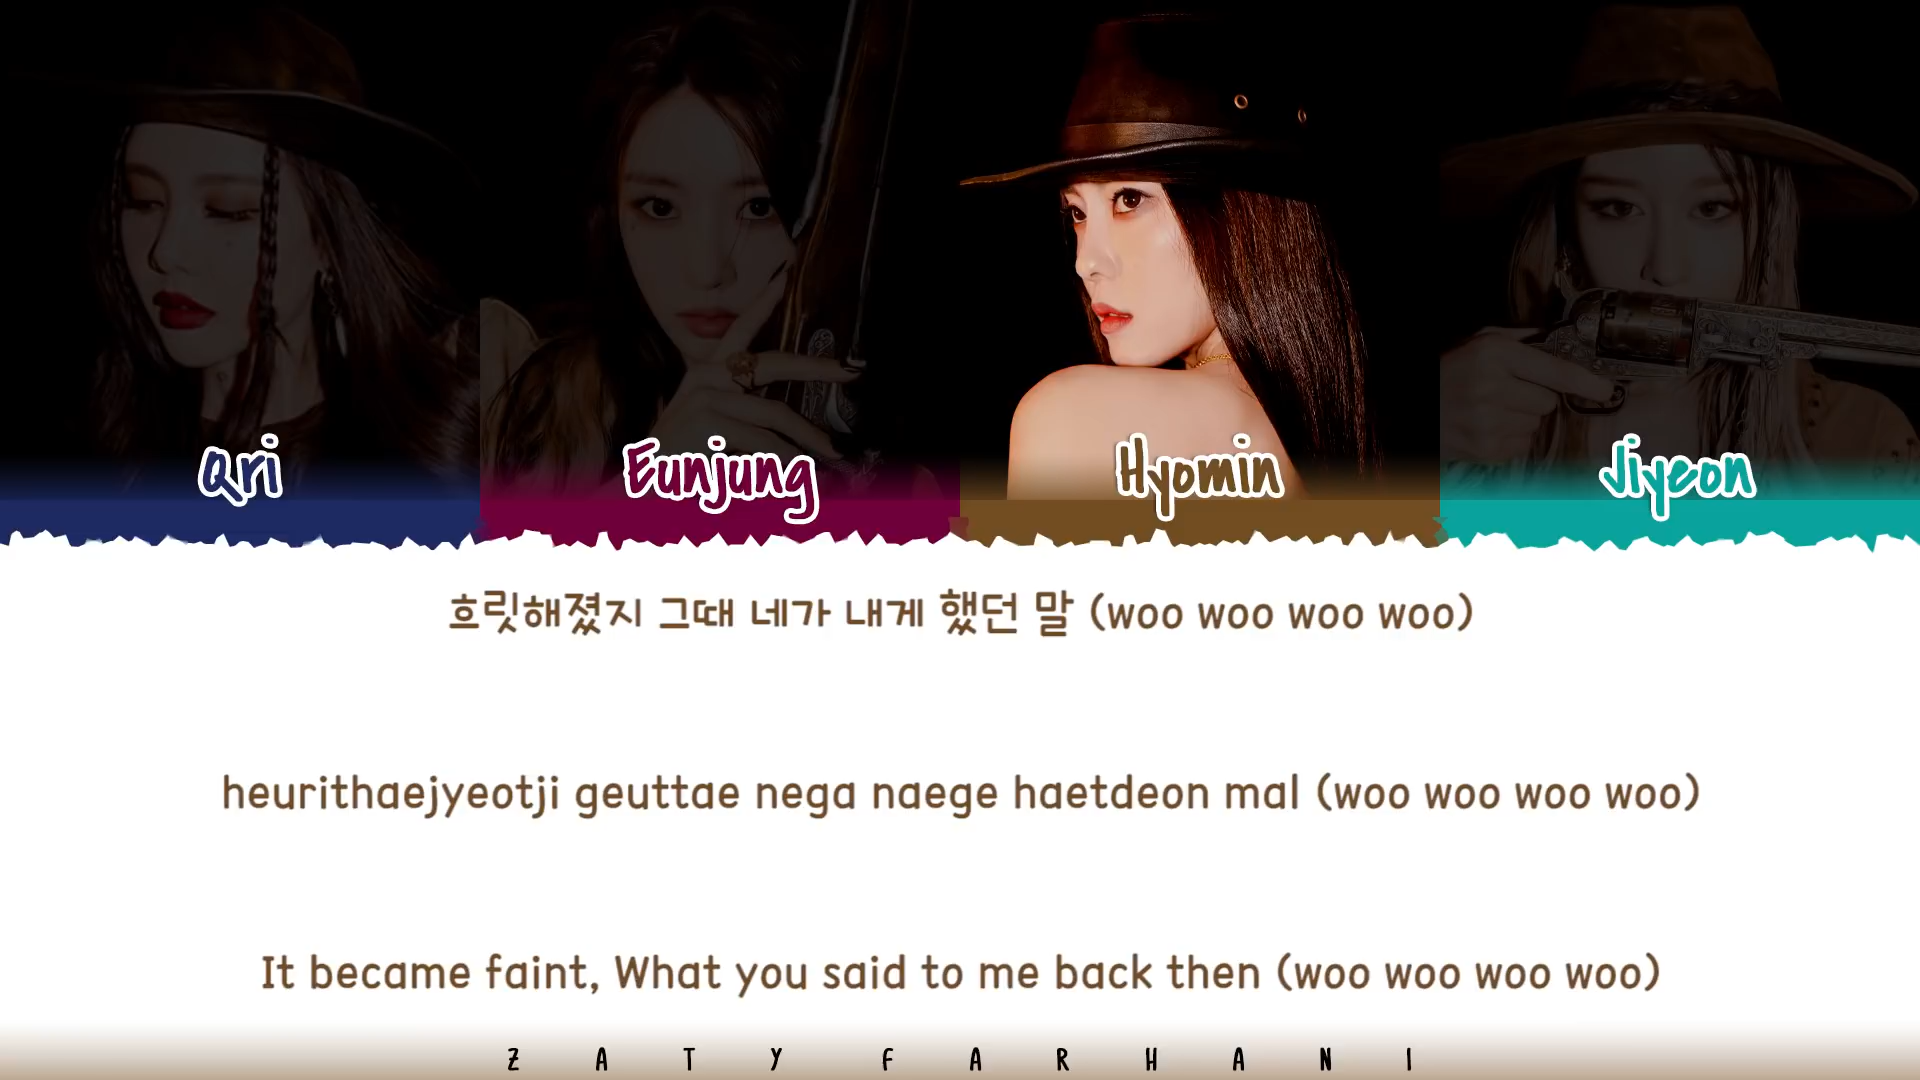 Qri
Eunjung
Hyomin
Jiyeon
흐릿해졌지 그때 네가 내게 했던 말 (woo woo woo woo)
heurithaejyeotji geuttae nega naege haetdeon mal (woo woo woo woo)
It became faint, What you said to me back then (woo woo woo woo)
ZATY FARHANI